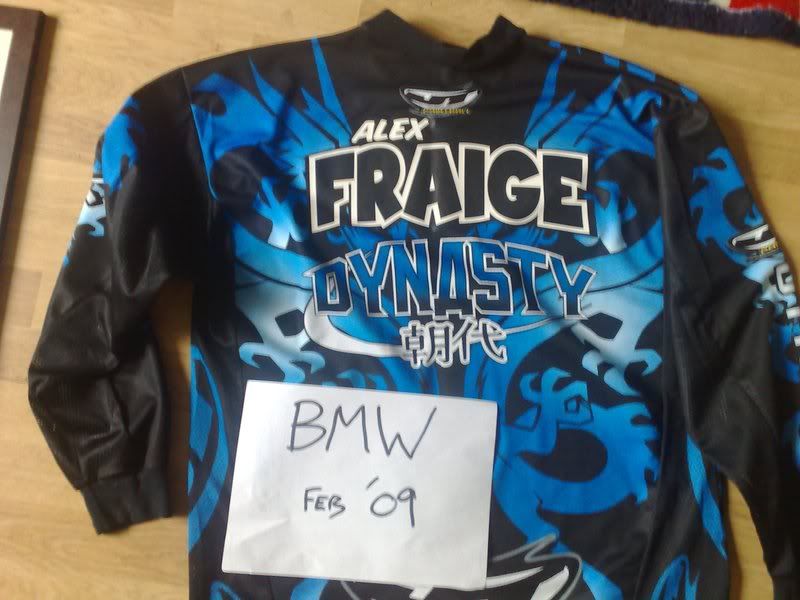 ALEX
FRAIGE
DYNASTY
朝代
BMW
FEB '09